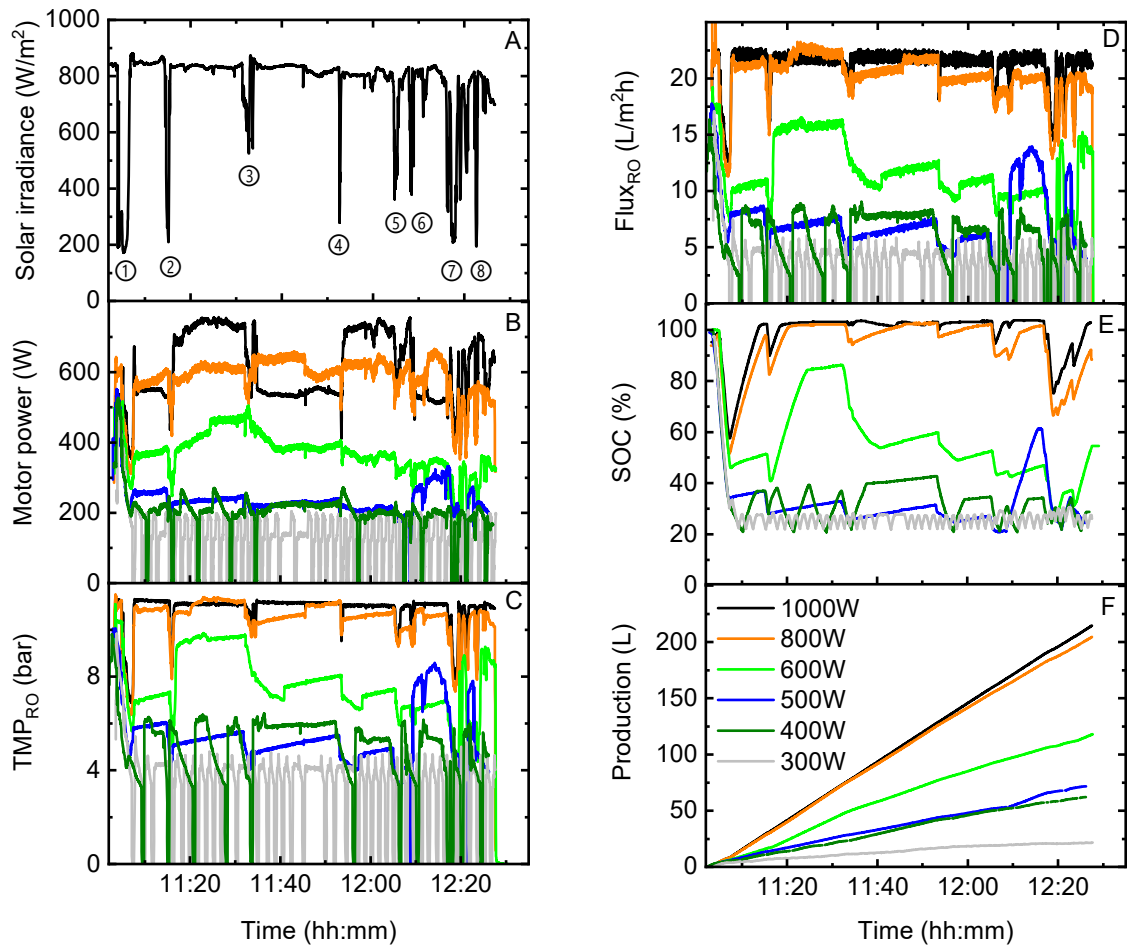 A
Solar irradiance (W/m²)
1000
800
600
400
200
0
①
②
③
④
⑤
⑥
⑦
⑧
B
Motor power (W)
600
400
200
0
C
TMP_RO (bar)
8
4
0
11:20
11:40
12:00
12:20
Time (hh:mm)
D
Flux_RO (L/m²h)
20
15
10
5
0
E
SOC (%)
100
80
60
40
20
0
F
Production (L)
200
150
100
50
0
1000W
800W
600W
500W
400W
300W
11:20
11:40
12:00
12:20
Time (hh:mm)